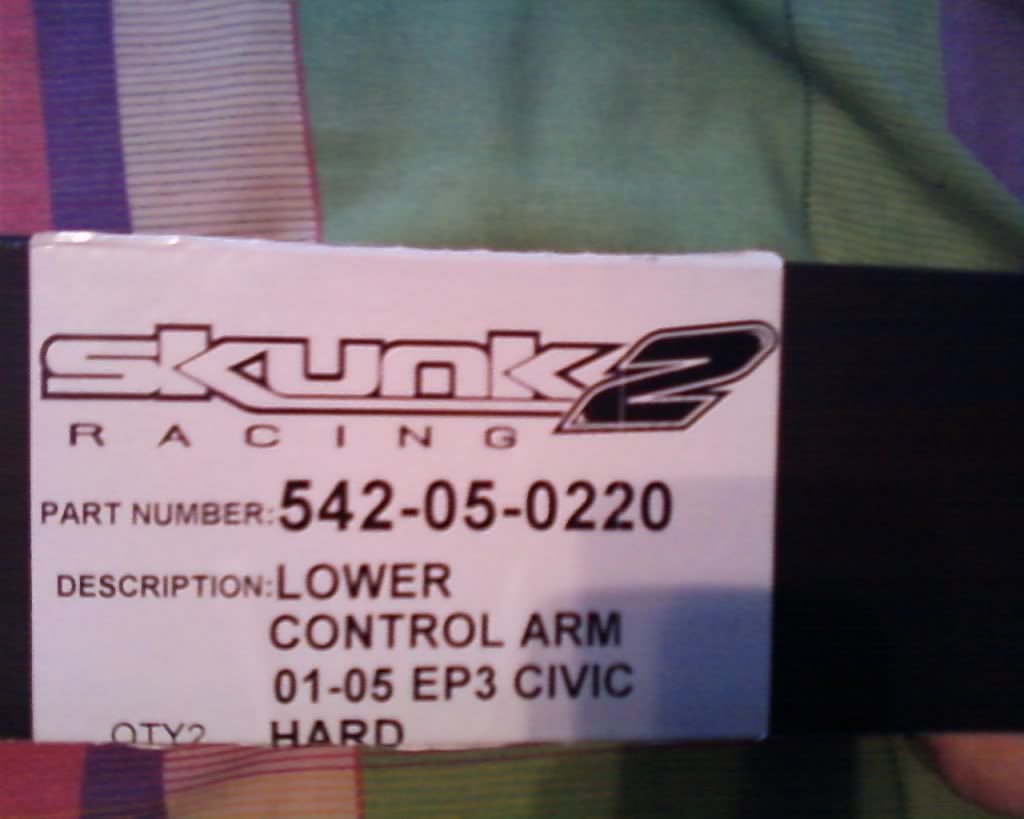 skunk2
RACING
PART NUMBER: 542-05-0220
DESCRIPTION: LOWER
CONTROL ARM
01-05 EP3 CIVIC
QTY2 HARD